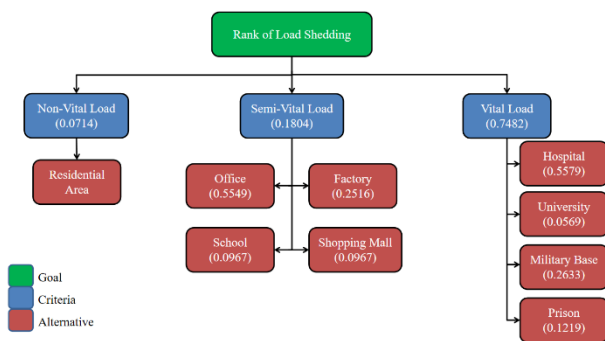 Rank of Load Shedding
Non-Vital Load
(0.0714)
Semi-Vital Load
(0.1804)
Vital Load
(0.7482)
Residential
Area
Office
(0.5549)
Factory
(0.2516)
School
(0.0967)
Shopping Mall
(0.0967)
Hospital
(0.5579)
University
(0.0569)
Military Base
(0.2633)
Prison
(0.1219)
Goal
Criteria
Alternative